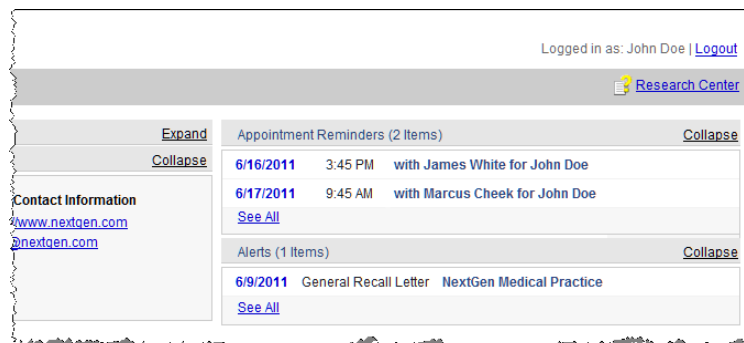 Logged in as: John Doe | Logout
Research Center
Expand
Collapse
Contact Information
/www.nextgen.com
@nextgen.com
Appointment Reminders (2 Items) Collapse
6/16/2011 3:45 PM with James White for John Doe
6/17/2011 9:45 AM with Marcus Cheek for John Doe
See All
Alerts (1 Items) Collapse
6/9/2011 General Recall Letter NextGen Medical Practice
See All